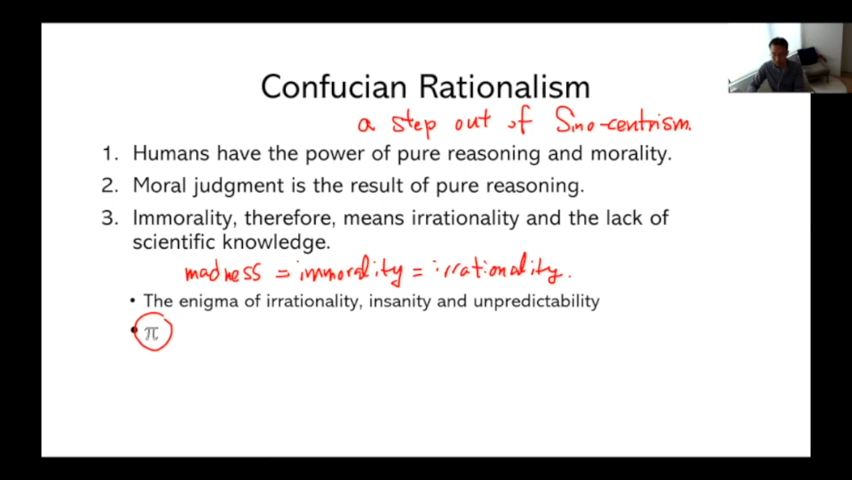 Confucian Rationalism
a step out of Sino-centrism.
1. Humans have the power of pure reasoning and morality.
2. Moral judgment is the result of pure reasoning.
3. Immorality, therefore, means irrationality and the lack of
scientific knowledge.
madness = immorality = irrationality.
• The enigma of irrationality, insanity and unpredictability
• π